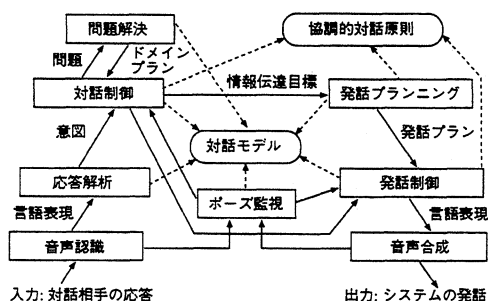 問題解決
協調的対話原則
問題
ドメイン
プラン
対話制御
情報伝達目標
発話プランニング
意図
対話モデル
発話プラン
応答解析
ポーズ監視
発話制御
言語表現
言語表現
音声認識
音声合成
入力: 対話相手の応答
出力: システムの発話